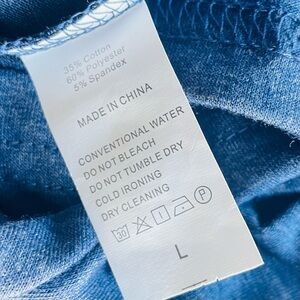 35% Cotton
60% Polyester
5% Spandex
MADE IN CHINA
CONVENTIONAL WATER
DO NOT BLEACH
DO NOT TUMBLE DRY
COLD IRONING
DRY CLEANING
30 P
L